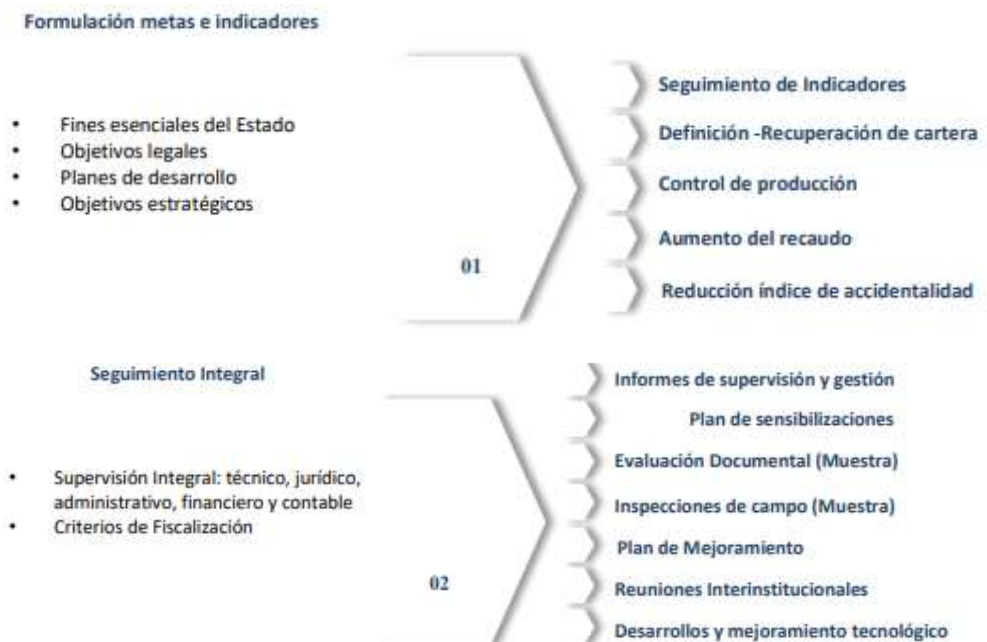 Formulación metas e indicadores
• Fines esenciales del Estado
• Objetivos legales
• Planes de desarrollo
• Objetivos estratégicos
01
Seguimiento de Indicadores
Definición -Recuperación de cartera
Control de producción
Aumento del recaudo
Reducción índice de accidentalidad
Seguimiento Integral
• Supervisión Integral: técnico, jurídico,
administrativo, financiero y contable
• Criterios de Fiscalización
02
Informes de supervisión y gestión
Plan de sensibilizaciones
Evaluación Documental (Muestra)
Inspecciones de campo (Muestra)
Plan de Mejoramiento
Reuniones Interinstitucionales
Desarrollos y mejoramiento tecnológico